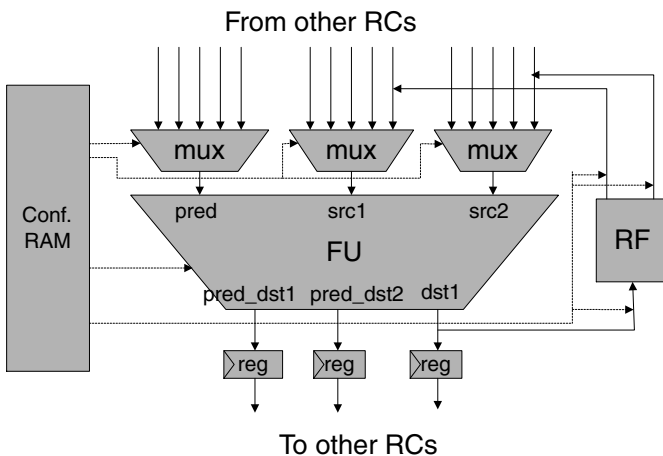 From other RCs
mux mux mux
Conf.
RAM
pred src1 src2
FU
RF
pred_dst1 pred_dst2 dst1
reg reg reg
To other RCs